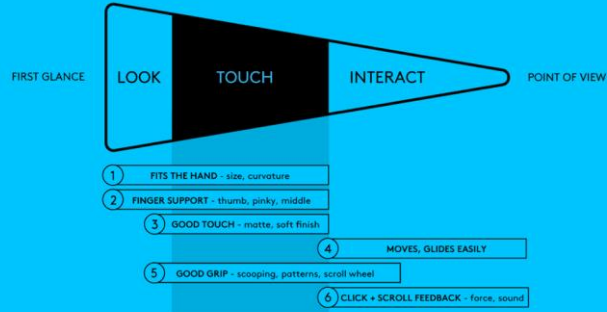 FIRST GLANCE LOOK TOUCH INTERACT POINT OF VIEW
1 FITS THE HAND - size, curvature
2 FINGER SUPPORT - thumb, pinky, middle
3 GOOD TOUCH - matte, soft finish
4 MOVES, GLIDES EASILY
5 GOOD GRIP - scooping, patterns, scroll wheel
6 CLICK + SCROLL FEEDBACK - force, sound